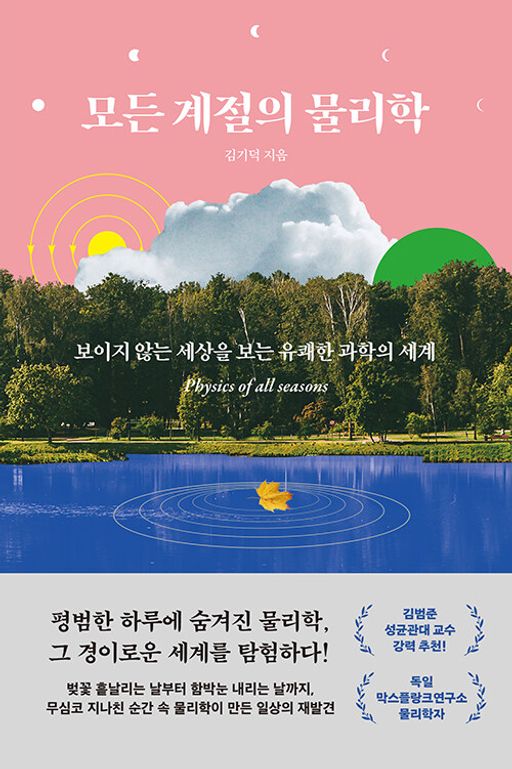 모든 계절의 물리학
김기덕 지음
보이지 않는 세상을 보는 유쾌한 과학의 세계
Physics of all seasons
평범한 하루에 숨겨진 물리학,
그 경이로운 세계를 탐험하다!
벚꽃 흩날리는 날부터 함박눈 내리는 날까지,
무심코 지나친 순간 속 물리학이 만든 일상의 재발견
김범준
성균관대 교수
강력 추천!
독일
막스플랑크연구소
물리학자